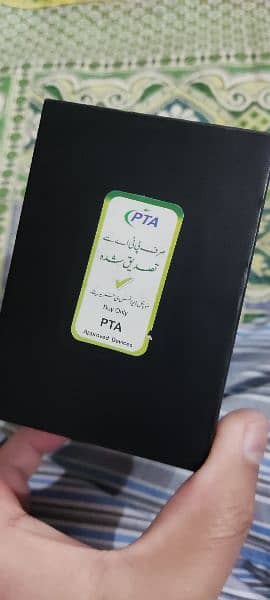 PTA
صرف پی ٹی اے سے
تصدیق شدہ
Buy Only
PTA
Approved Devices